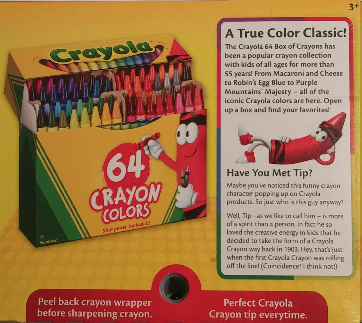 3+
Crayola
64
CRAYON
COLORS
Sharpener Included!
Nontoxic
A True Color Classic!
The Crayola 64 Box of Crayons has
been a popular crayon collection
with kids of all ages for more than
55 years! From Macaroni and Cheese
to Robin's Egg Blue to Purple
Mountains' Majesty – all of the
iconic Crayola colors are here. Open
up a box and find your favorites!
Have You Met Tip?
Maybe you've noticed this funny crayon
character popping up on Crayola
products. So just who is this guy anyway?
Well, Tip –as we like to call him – is more
of a spirit than a person. In fact he so
loved the creative energy in kids that he
decided to take the form of a Crayola
Crayon way back in 1903. Hey, that's just
when the first Crayola Crayon was rolling
off the line! (Coincidence? I think not!)
Peel back crayon wrapper
before sharpening crayon.
Perfect Crayola
Crayon tip everytime.